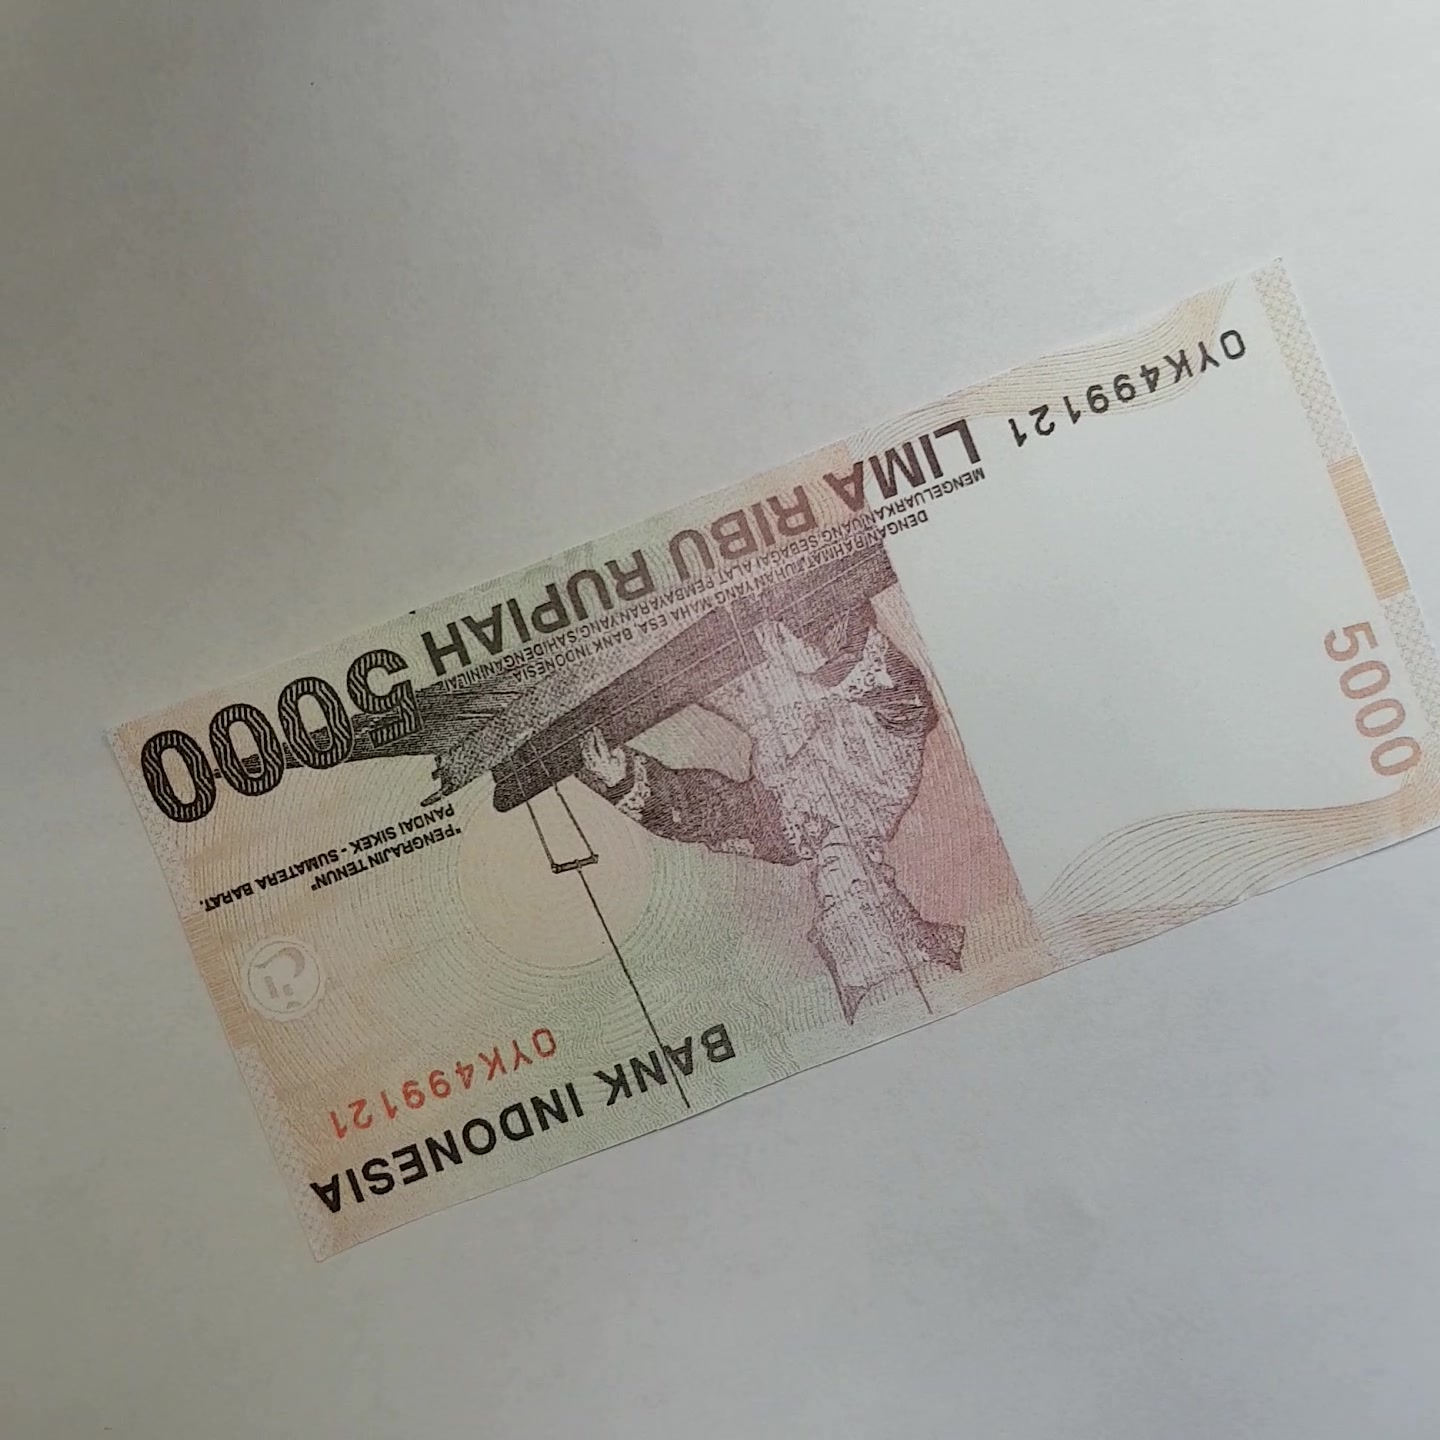 BANK INDONESIA
OYK499121
"PENGRAJIN TENUN"
PANDAI SIKEK - SUMATERA BARAT.
5000
DENGAN RAHMAT TUHAN YANG MAHA ESA, BANK INDONESIA
MENGELUARKAN UANG SEBAGAI ALAT PEMBAYARAN YANG SAH DENGAN NILAI
LIMA RIBU RUPIAH 5000
OYK499121